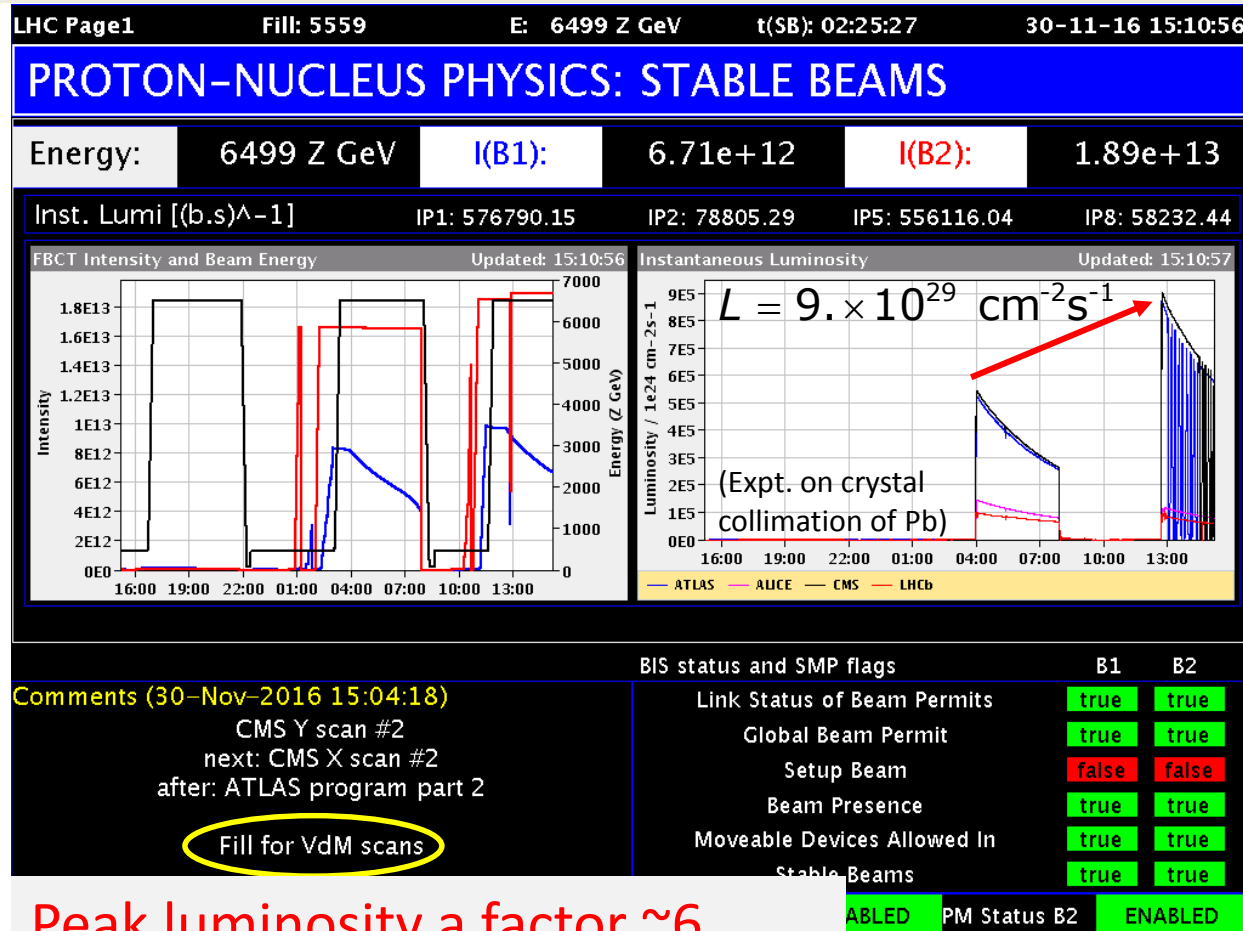 LHC Page1 Fill: 5559 E: 6499 Z GeV t(SB): 02:25:27 30-11-16 15:10:56
PROTON-NUCLEUS PHYSICS: STABLE BEAMS
Energy: 6499 Z GeV I(B1): 6.71e+12 I(B2): 1.89e+13
Inst. Lumi [(b.s)^-1] IP1: 576790.15 IP2: 78805.29 IP5: 556116.04 IP8: 58232.44
FBCT Intensity and Beam Energy Updated: 15:10:56
1.8E13
1.6E13
1.4E13
1.2E13
1E13
8E12
6E12
4E12
2E12
0E0
Intensity
7000
6000
5000
4000
3000
2000
1000
0
Energy (Z GeV)
16:00 19:00 22:00 01:00 04:00 07:00 10:00 13:00
Instantaneous Luminosity Updated: 15:10:57
L = 9. × 10^29 cm^-2s^-1
9E5
8E5
7E5
6E5
5E5
4E5
3E5
2E5
1E5
0E0
Luminosity / 1e24 cm-2s-1
(Expt. on crystal
collimation of Pb)
16:00 19:00 22:00 01:00 04:00 07:00 10:00 13:00
ATLAS ALICE CMS LHCb
Comments (30-Nov-2016 15:04:18)
CMS Y scan #2
next: CMS X scan #2
after: ATLAS program part 2
Fill for VdM scans
BIS status and SMP flags B1 B2
Link Status of Beam Permits true true
Global Beam Permit true true
Setup Beam false false
Beam Presence true true
Moveable Devices Allowed In true true
Stable Beams true true
Peak luminosity a factor ~6
ABLED PM Status B2 ENABLED